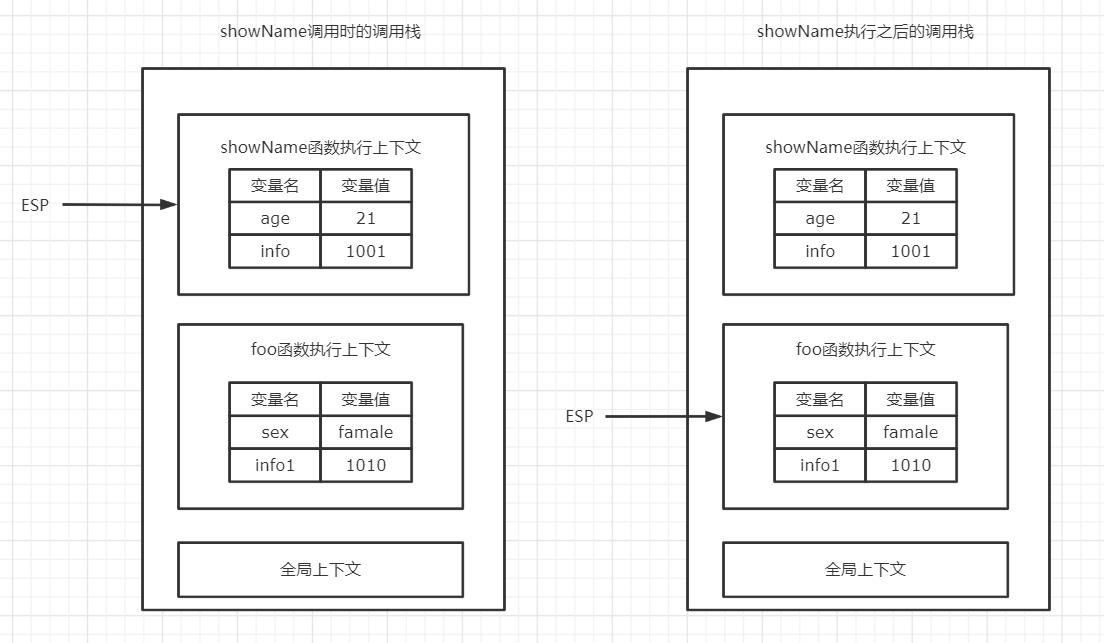 showName调用时的调用栈
showName函数执行上下文
变量名 变量值
age 21
info 1001
ESP
foo函数执行上下文
变量名 变量值
sex famale
info1 1010
全局上下文
showName执行之后的调用栈
showName函数执行上下文
变量名 变量值
age 21
info 1001
foo函数执行上下文
变量名 变量值
ESP
sex famale
info1 1010
全局上下文